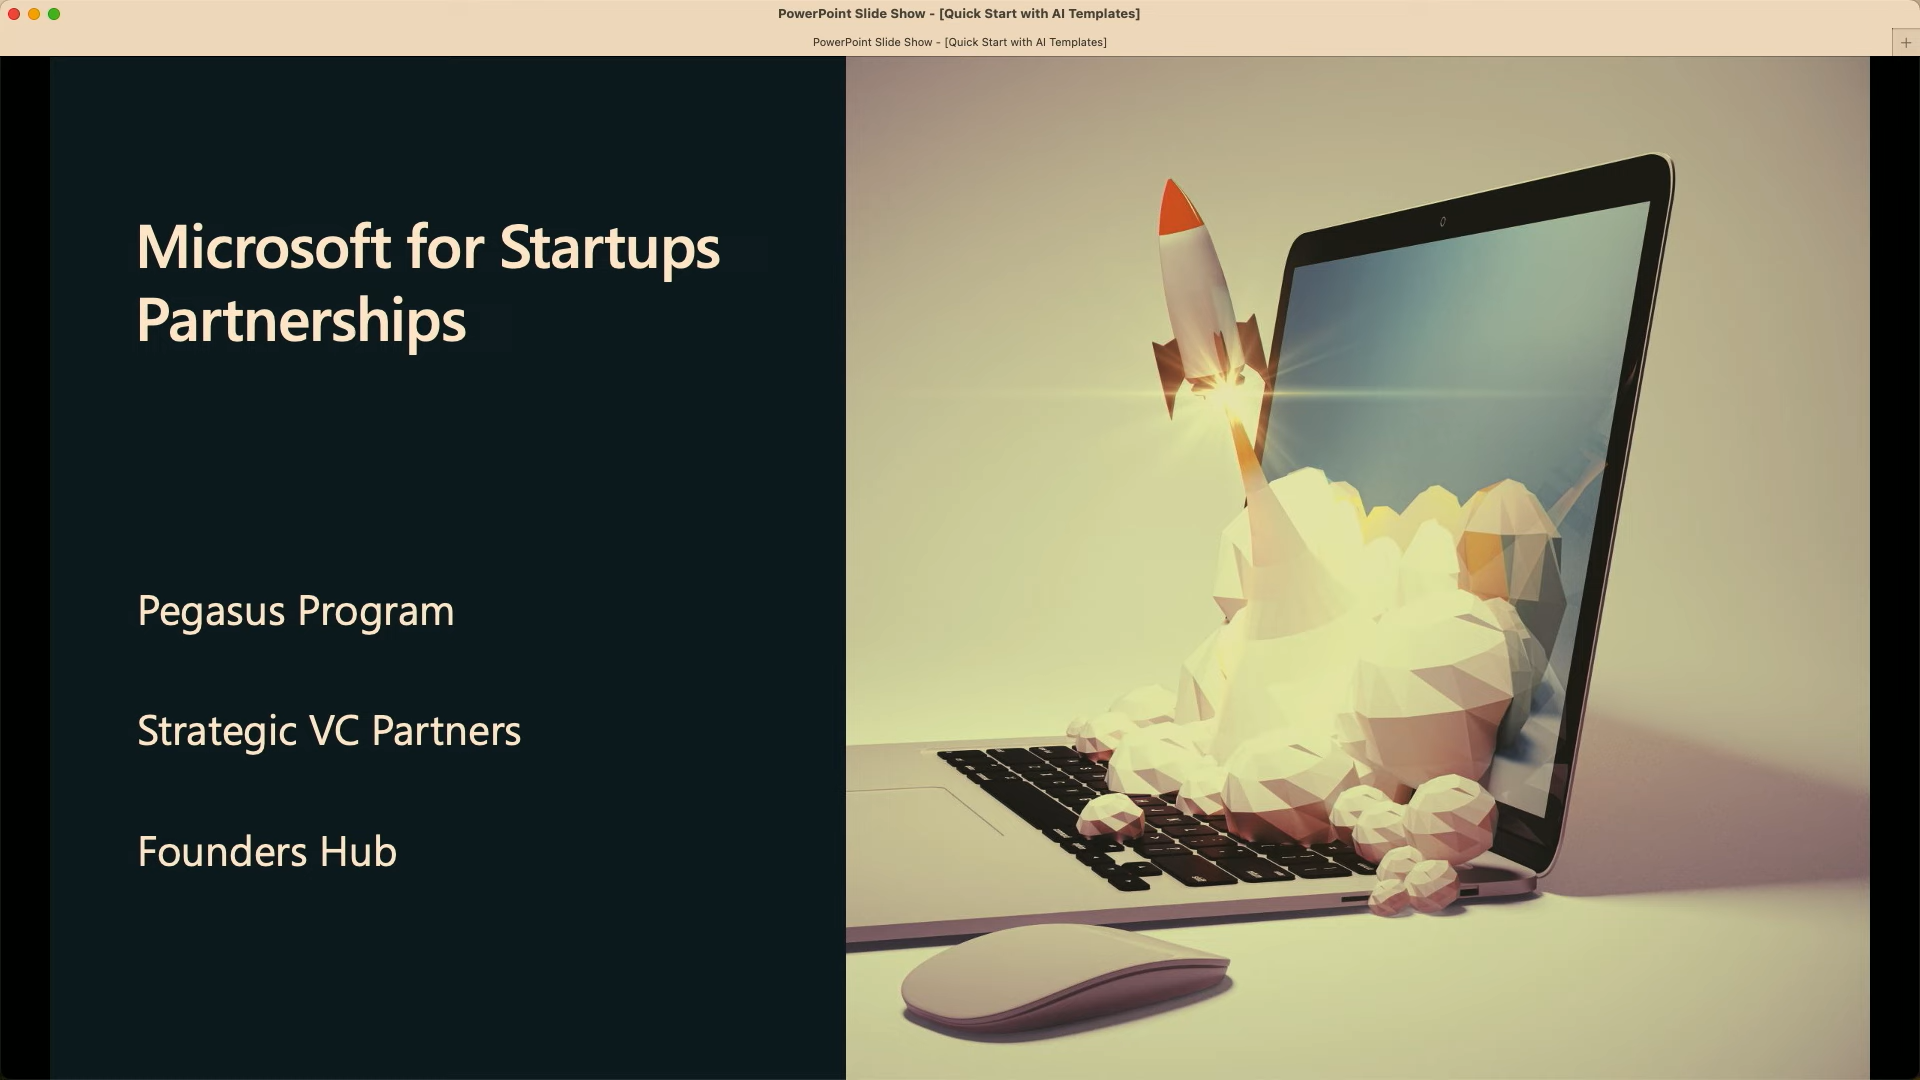 PowerPoint Slide Show - [Quick Start with AI Templates]
PowerPoint Slide Show - [Quick Start with AI Templates]
Microsoft for Startups
Partnerships
Pegasus Program
Strategic VC Partners
Founders Hub